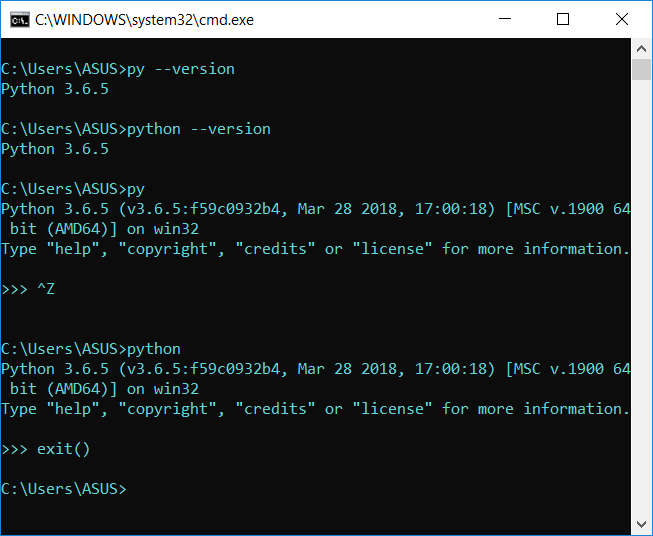 C:\WINDOWS\system32\cmd.exe
C:\Users\ASUS>py --version
Python 3.6.5
C:\Users\ASUS>python --version
Python 3.6.5
C:\Users\ASUS>py
Python 3.6.5 (v3.6.5:f59c0932b4, Mar 28 2018, 17:00:18) [MSC v.1900 64
 bit (AMD64)] on win32
Type "help", "copyright", "credits" or "license" for more information.
>>> ^Z
C:\Users\ASUS>python
Python 3.6.5 (v3.6.5:f59c0932b4, Mar 28 2018, 17:00:18) [MSC v.1900 64
 bit (AMD64)] on win32
Type "help", "copyright", "credits" or "license" for more information.
>>> exit()
C:\Users\ASUS>